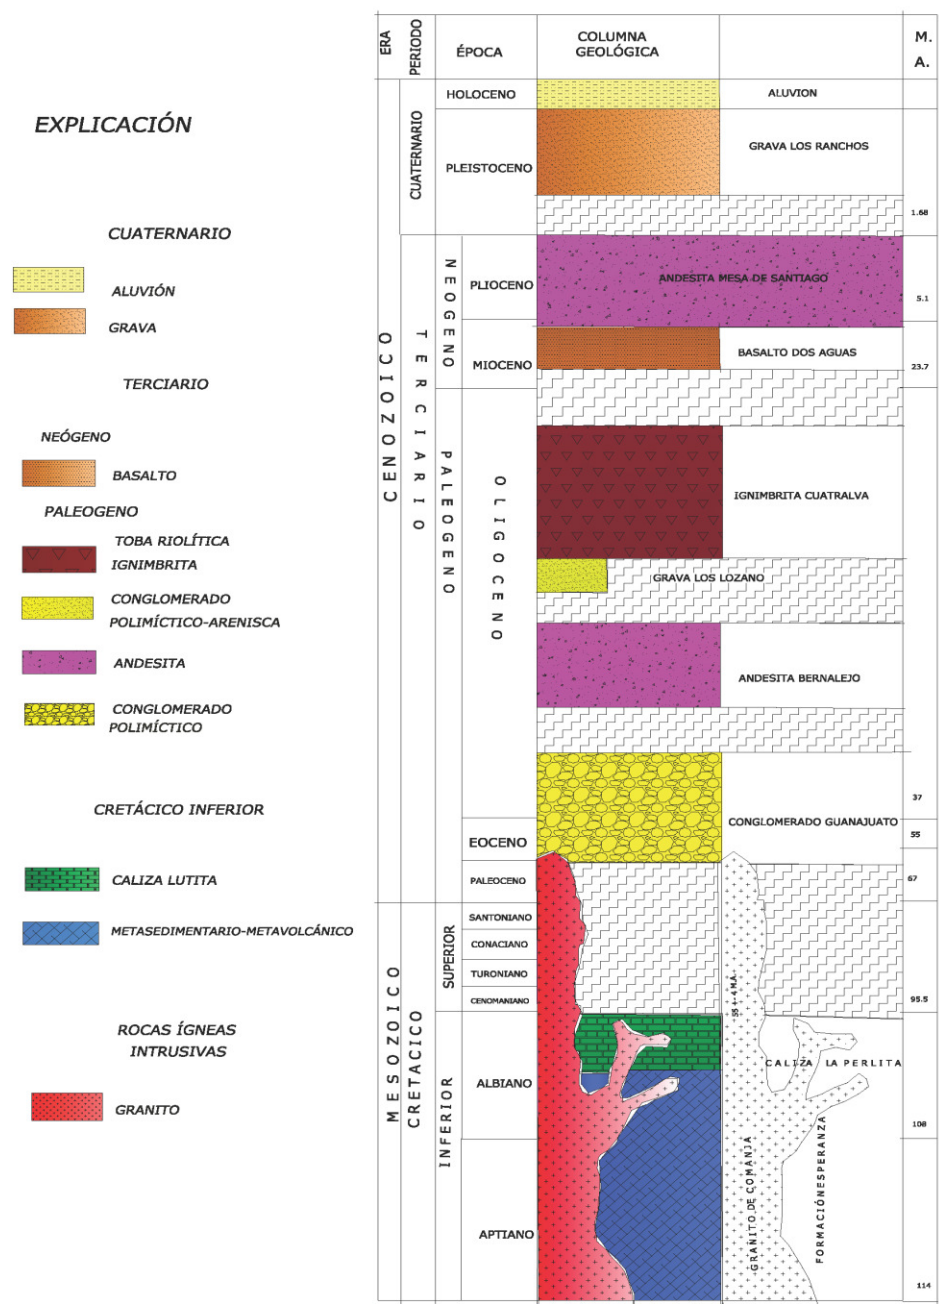 EXPLICACIÓN
CUATERNARIO
ALUVIÓN
GRAVA
TERCIARIO
NEÓGENO
BASALTO
PALEOGENO
TOBA RIOLÍTICA
IGNIMBRITA
CONGLOMERADO
POLIMÍCTICO-ARENISCA
ANDESITA
CONGLOMERADO
POLIMÍCTICO
CRETÁCICO INFERIOR
CALIZA LUTITA
METASEDIMENTARIO-METAVOLCÁNICO
ROCAS ÍGNEAS
INTRUSIVAS
GRANITO
ERA
PERIODO
ÉPOCA
COLUMNA
GEOLÓGICA
M.
A.
CENOZOICO
MESOZOICO
CUATERNARIO
TERCIARIO
CRETACICO
NEOGENO
PALEOGENO
SUPERIOR
INFERIOR
HOLOCENO
PLEISTOCENO
PLIOCENO
MIOCENO
OLIGOCENO
EOCENO
PALEOCENO
SANTONIANO
CONACIANO
TURONIANO
CENOMANIANO
ALBIANO
APTIANO
ALUVION
GRAVA LOS RANCHOS
ANDESITA MESA DE SANTIAGO
BASALTO DOS AGUAS
IGNIMBRITA CUATRALVA
GRAVA LOS LOZANO
ANDESITA BERNALEJO
CONGLOMERADO GUANAJUATO
CALIZA LA PERLITA
GRANITO DE COMANJA
FORMACIÓN ESPERANZA
1.68
5.1
23.7
37
55
67
95.5
108
114